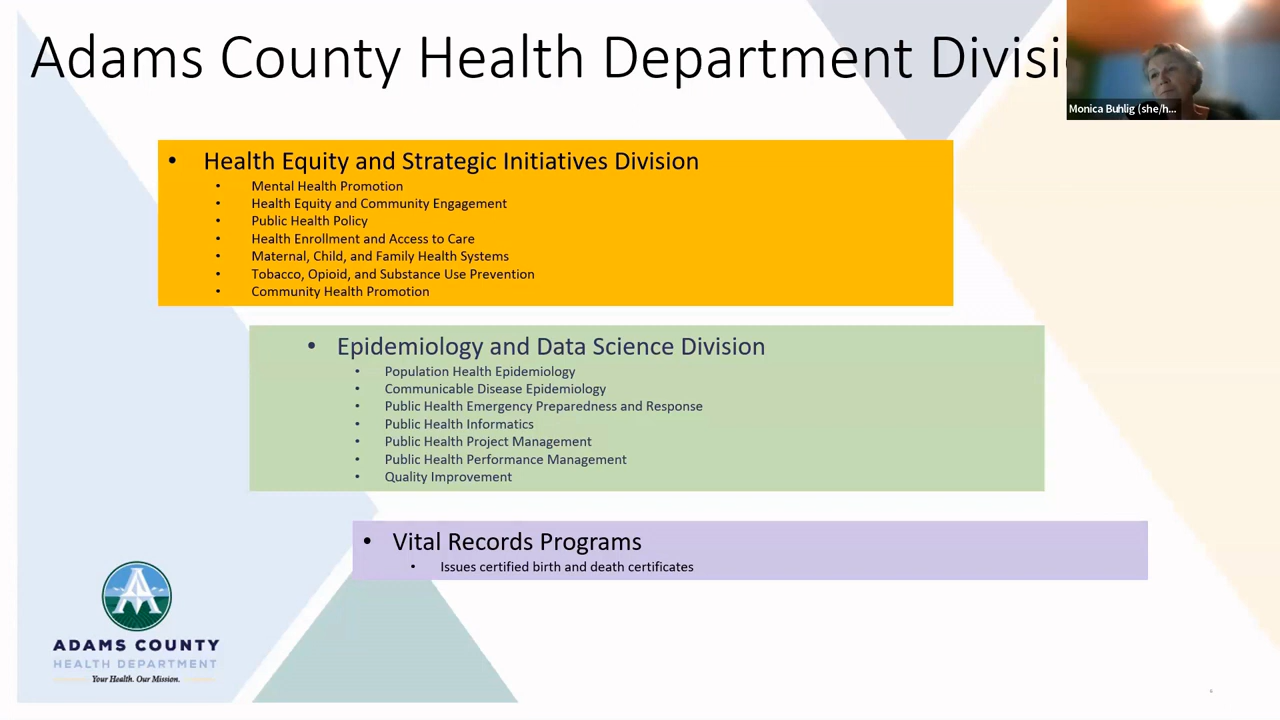 Adams County Health Department Divisi
Monica Buhlig (she/h...
• Health Equity and Strategic Initiatives Division
• Mental Health Promotion
• Health Equity and Community Engagement
• Public Health Policy
• Health Enrollment and Access to Care
• Maternal, Child, and Family Health Systems
• Tobacco, Opioid, and Substance Use Prevention
• Community Health Promotion
• Epidemiology and Data Science Division
• Population Health Epidemiology
• Communicable Disease Epidemiology
• Public Health Emergency Preparedness and Response
• Public Health Informatics
• Public Health Project Management
• Public Health Performance Management
• Quality Improvement
• Vital Records Programs
• Issues certified birth and death certificates
ADAMS COUNTY
HEALTH DEPARTMENT
Your Health. Our Mission.